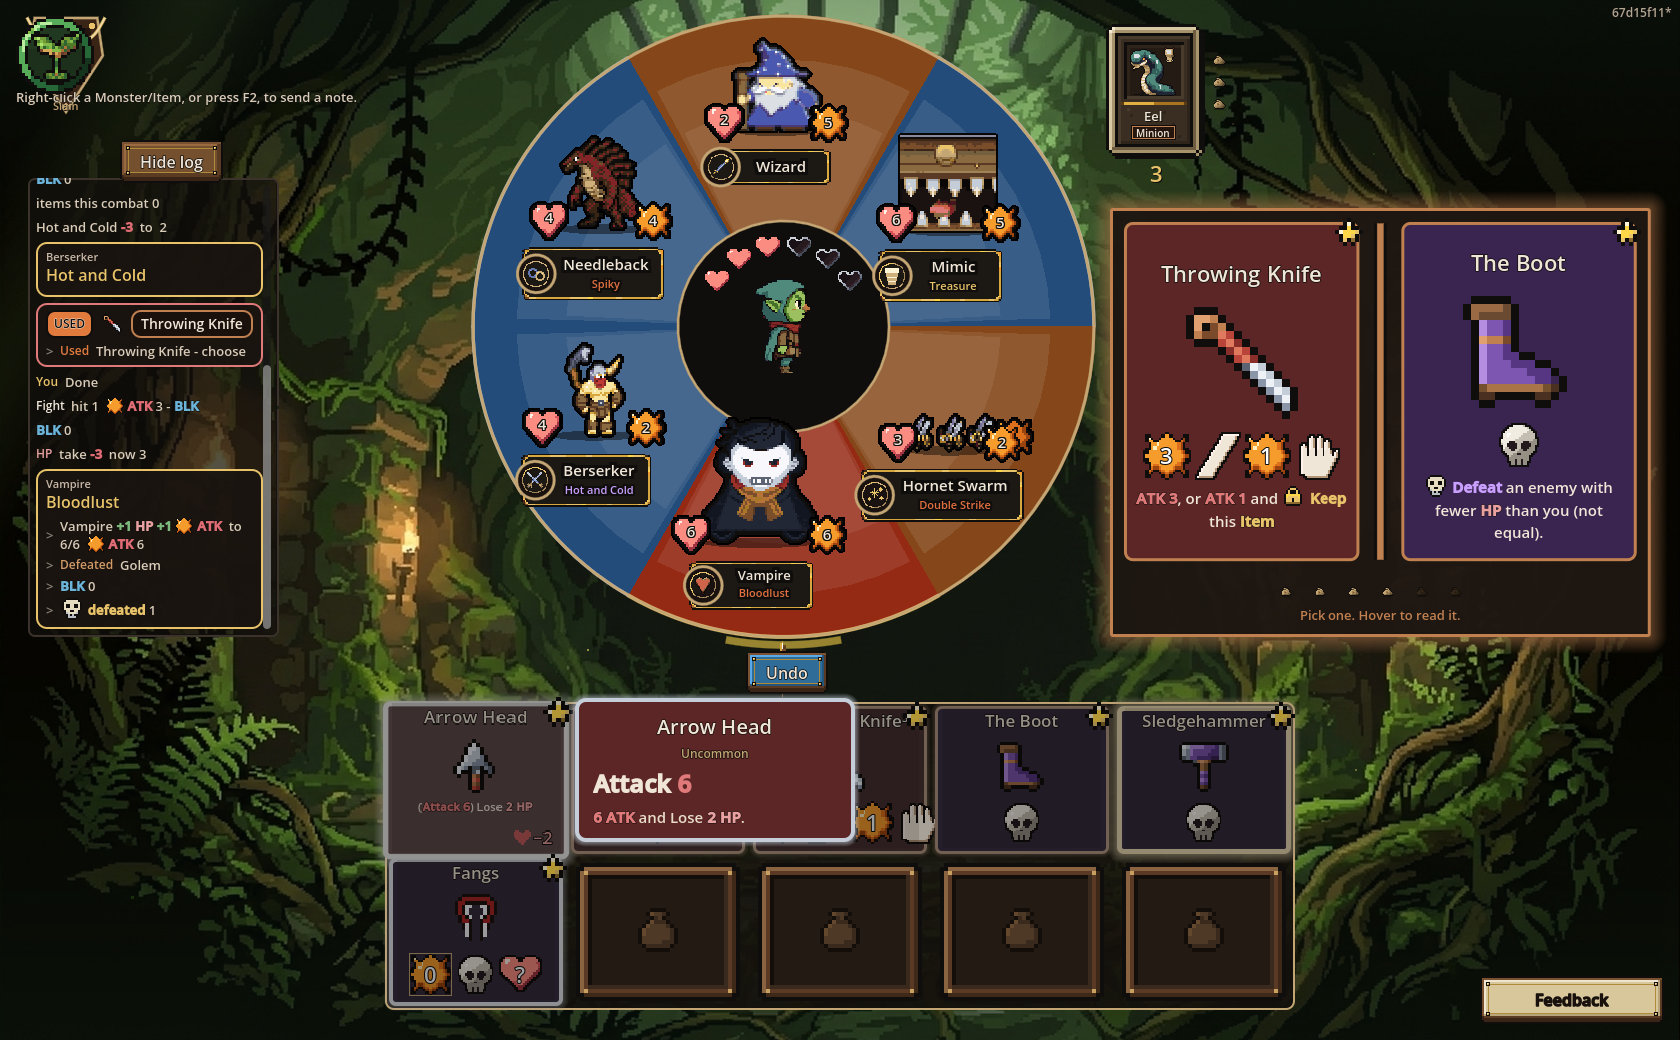 67d15f11*
Right-click a Monster/Item, or press F2, to send a note.
Slam
Hide log
BLK 0
items this combat 0
Hot and Cold -3 to 2
Berserker
Hot and Cold
USED Throwing Knife
> Used Throwing Knife - choose
You Done
Fight hit 1 ATK 3 - BLK
BLK 0
HP take -3 now 3
Vampire
Bloodlust
> Vampire +1 HP +1 ATK to
6/6 ATK 6
> Defeated Golem
> BLK 0
> defeated 1
2
5
Wizard
4
4
Needleback
Spiky
6
5
Mimic
Treasure
4
2
Berserker
Hot and Cold
3
2
Hornet Swarm
Double Strike
6
6
Vampire
Bloodlust
Eel
Minion
3
Throwing Knife
3
1
ATK 3, or ATK 1 and Keep
this Item
The Boot
Defeat an enemy with
fewer HP than you (not
equal).
Pick one. Hover to read it.
Undo
Arrow Head
(Attack 6) Lose 2 HP
-2
Arrow Head
Uncommon
Attack 6
6 ATK and Lose 2 HP.
Knife
1
The Boot
Sledgehammer
Fangs
0
?
Feedback